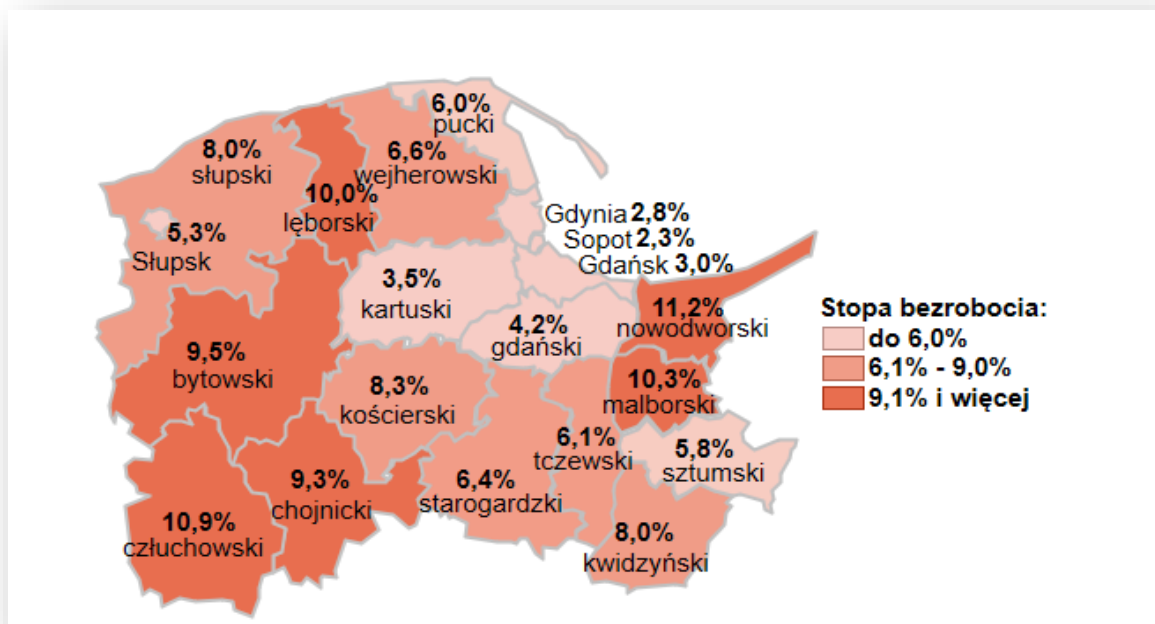 6,0%
pucki
8,0%
słupski
6,6%
wejherowski
10,0%
lęborski
Gdynia 2,8%
Sopot 2,3%
Gdańsk 3,0%
5,3%
Słupsk
3,5%
kartuski
4,2%
gdański
11,2%
nowodworski
9,5%
bytowski
8,3%
kościerski
10,3%
malborski
6,1%
tczewski
5,8%
sztumski
9,3%
chojnicki
6,4%
starogardzki
10,9%
człuchowski
8,0%
kwidzyński
Stopa bezrobocia:
do 6,0%
6,1% - 9,0%
9,1% i więcej